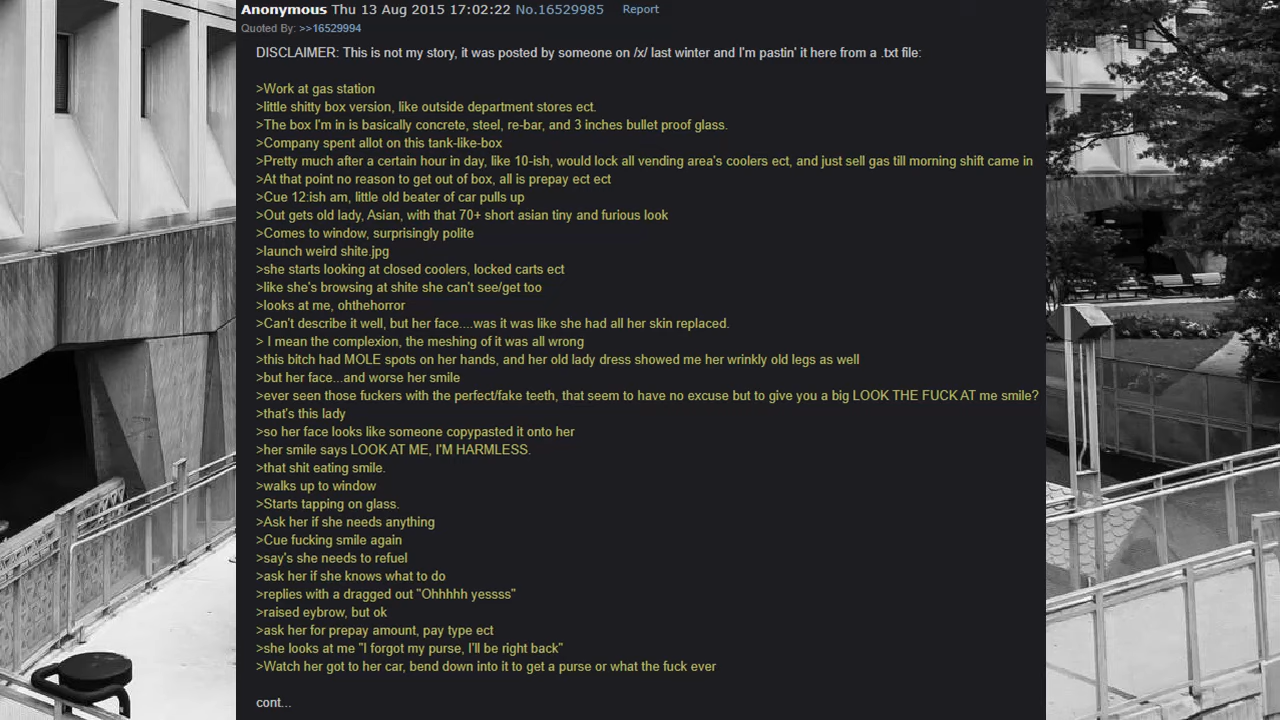 Anonymous Thu 13 Aug 2015 17:02:22 No.16529985 Report
Quoted By: >>16529994
DISCLAIMER: This is not my story, it was posted by someone on /x/ last winter and I'm pastin' it here from a .txt file:
>Work at gas station
>little shitty box version, like outside department stores ect.
>The box I'm in is basically concrete, steel, re-bar, and 3 inches bullet proof glass.
>Company spent allot on this tank-like-box
>Pretty much after a certain hour in day, like 10-ish, would lock all vending area's coolers ect, and just sell gas till morning shift came in
>At that point no reason to get out of box, all is prepay ect ect
>Cue 12:ish am, little old beater of car pulls up
>Out gets old lady, Asian, with that 70+ short asian tiny and furious look
>Comes to window, surprisingly polite
>launch weird shite.jpg
>she starts looking at closed coolers, locked carts ect
>like she's browsing at shite she can't see/get too
>looks at me, ohthehorror
>Can't describe it well, but her face....was it was like she had all her skin replaced.
> I mean the complexion, the meshing of it was all wrong
>this bitch had MOLE spots on her hands, and her old lady dress showed me her wrinkly old legs as well
>but her face...and worse her smile
>ever seen those fuckers with the perfect/fake teeth, that seem to have no excuse but to give you a big LOOK THE FUCK AT me smile?
>that's this lady
>so her face looks like someone copypasted it onto her
>her smile says LOOK AT ME, I'M HARMLESS.
>that shit eating smile.
>walks up to window
>Starts tapping on glass.
>Ask her if she needs anything
>Cue fucking smile again
>say's she needs to refuel
>ask her if she knows what to do
>replies with a dragged out "Ohhhhh yessss"
>raised eybrow, but ok
>ask her for prepay amount, pay type ect
>she looks at me "I forgot my purse, I'll be right back"
>Watch her got to her car, bend down into it to get a purse or what the fuck ever
cont...